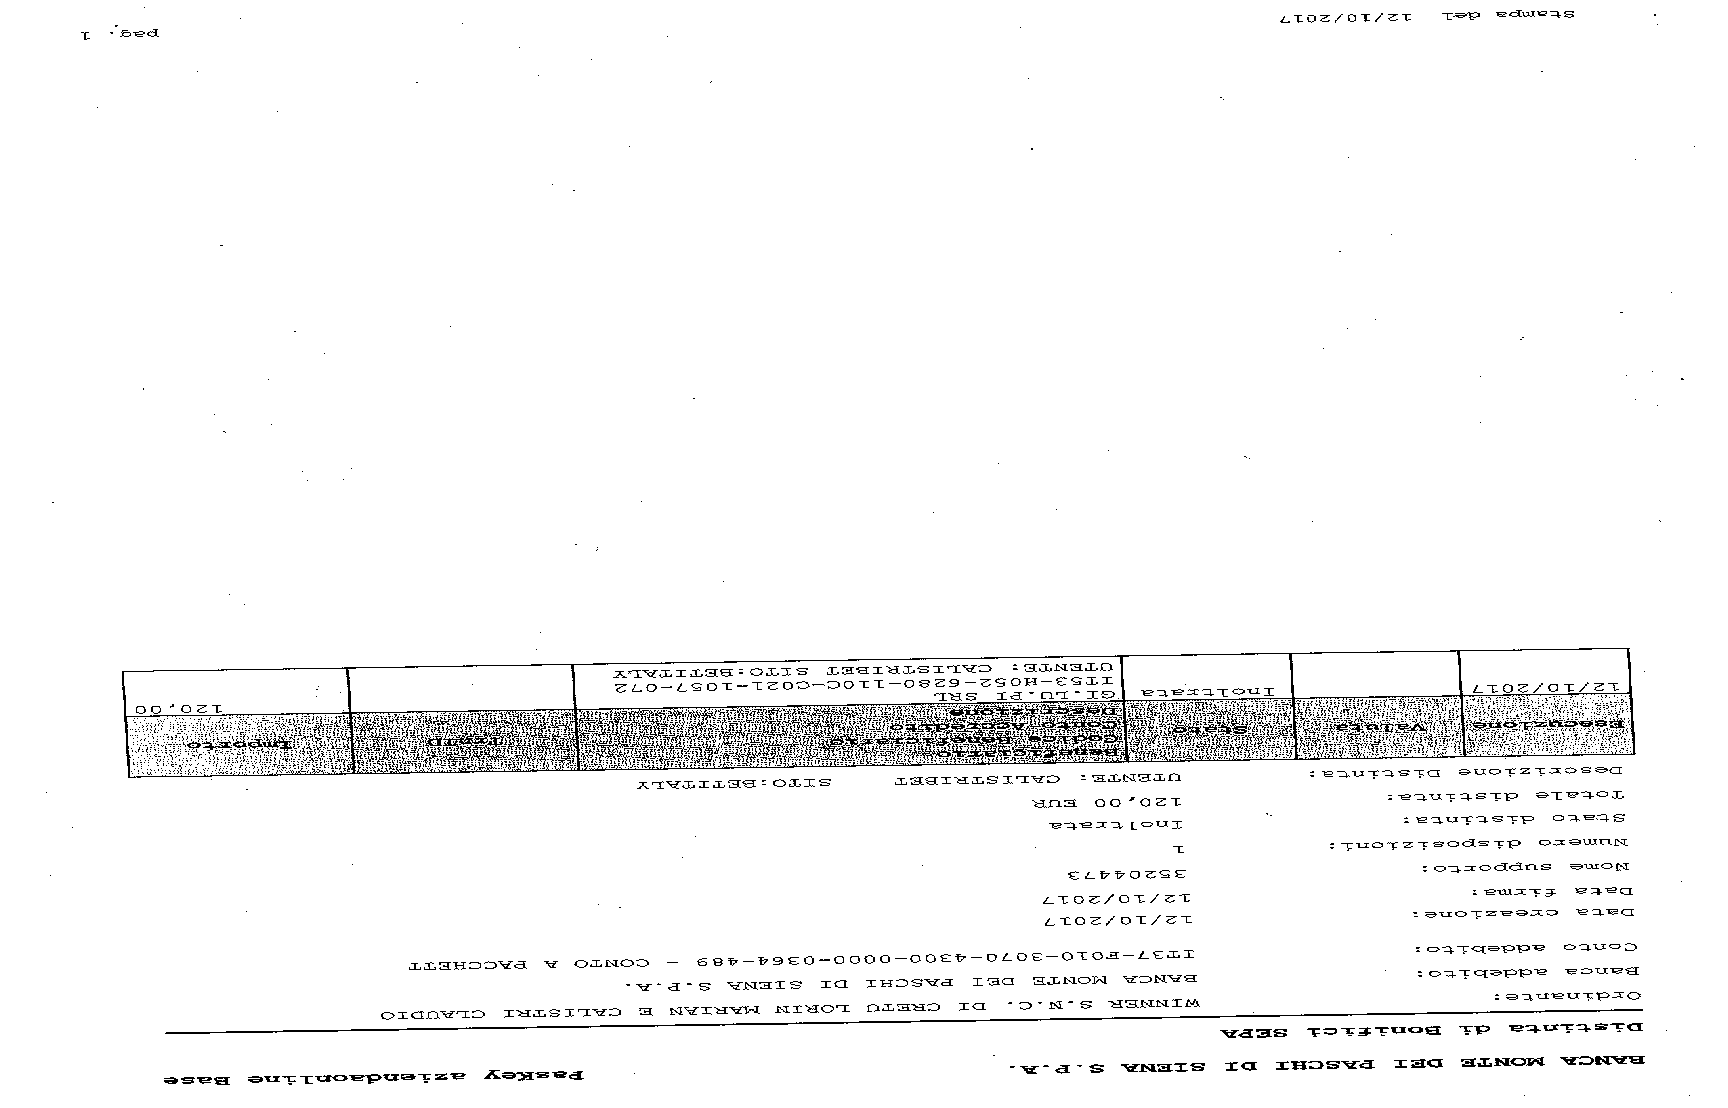 BANCA MONTE DEI PASCHI DI SIENA S.P.A. PasKey aziendaonline Base
Distinta di Bonifici SEPA
Ordinante: WINNER S.N.C. DI CRETU LORIN MARIAN E CALISTRI CLAUDIO
Banca addebito: BANCA MONTE DEI PASCHI DI SIENA S.P.A.
Conto addebito: IT37-F010-3070-4300-0000-0364-489 - CONTO A PACCHETT
Data creazione: 12/10/2017
Data firma: 12/10/2017
Nome supporto: 35204473
Numero disposizioni: 1
Stato distinta: Inoltrata
Totale distinta: 120,00 EUR
Descrizione Distinta: UTENTE: CALISTRIBET SITO:BETITALY
Esecuzione Valuta Stato Beneficiario Importo
Codice Beneficiario
Conto Accredito
Descrizione
12/10/2017 Inoltrata GI.LU.PI SRL 120,00
IT53-H052-6280-110C-C021-1057-072
UTENTE: CALISTRIBET SITO:BETITALY
Stampa del 12/10/2017 pag. 1